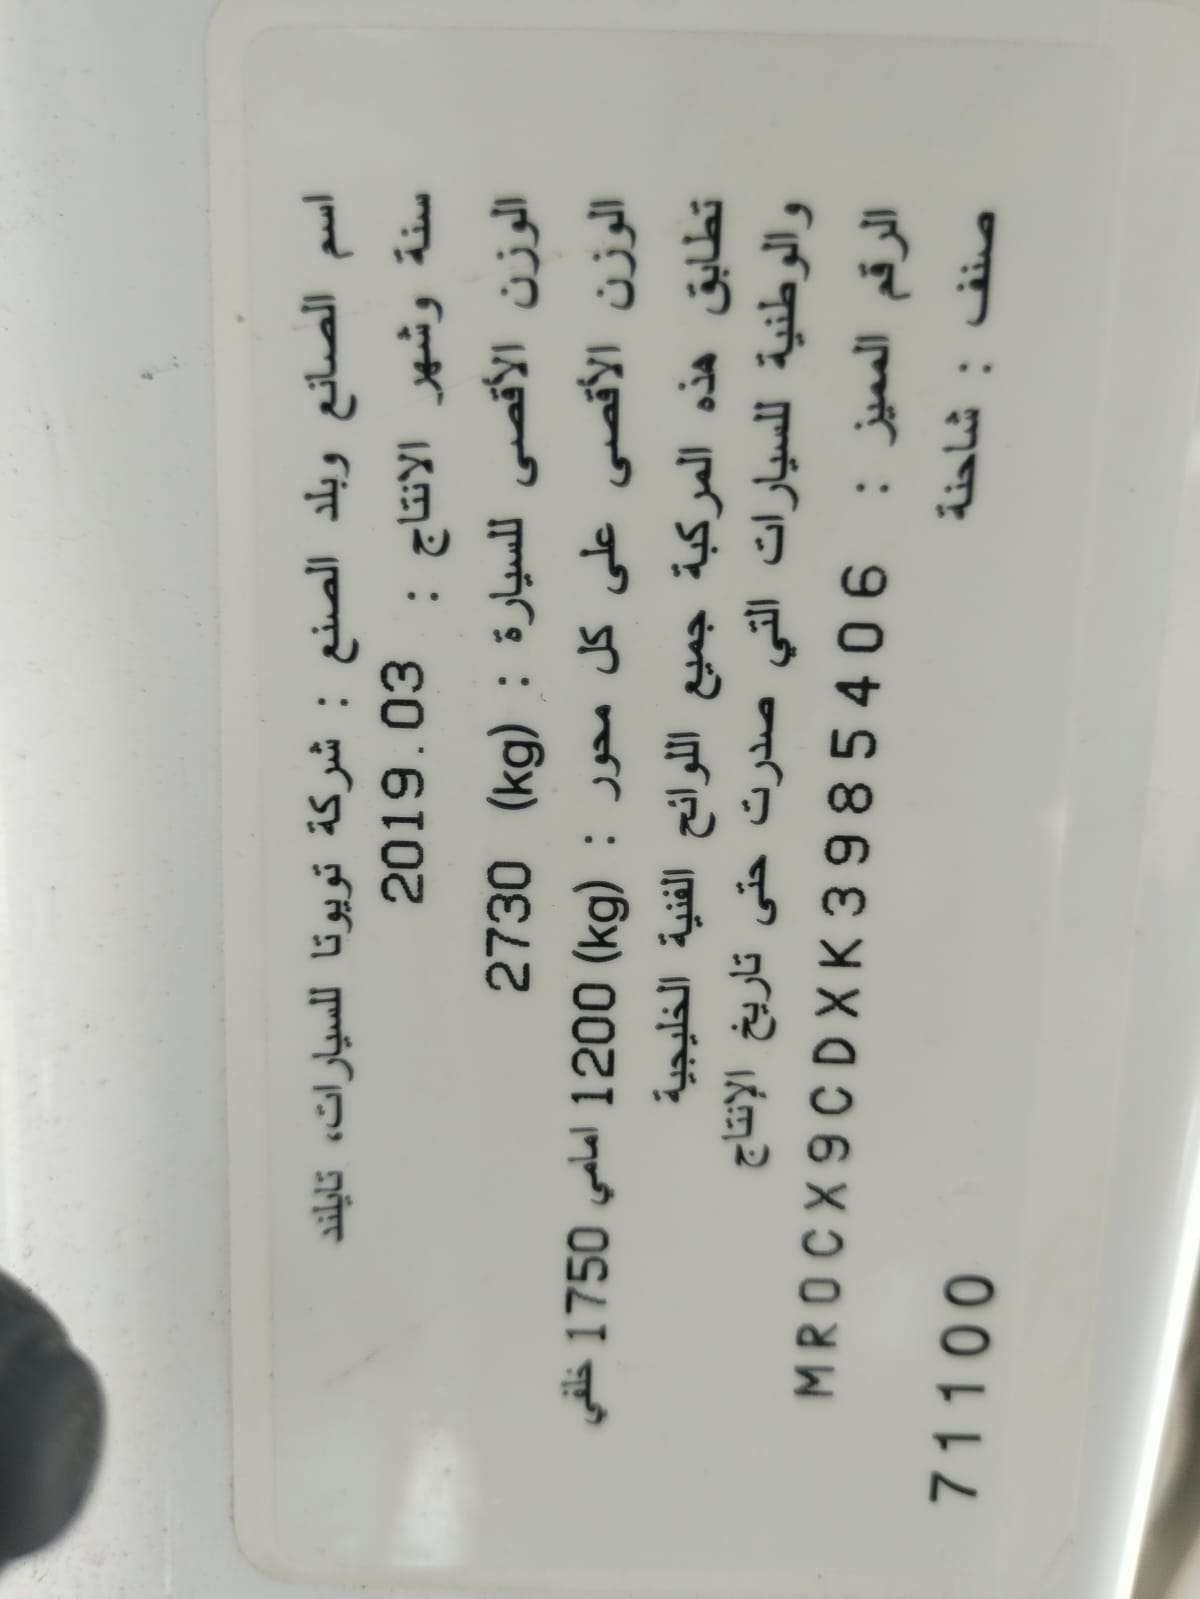 اسم الصانع وبلد الصنع : شركة تويوتا للسيارات، تايلند
سنة وشهر الانتاج : 2019.03
الوزن الأقصى للسيارة : (kg) 2730
الوزن الأقصى على كل محور : (kg) 1200 امامي 1750 خلفي
تطابق هذه المركبة جميع اللوائح الفنية الخليجية
والوطنية للسيارات التي صدرت حتى تاريخ الإنتاج
الرقم المميز : MR0CX9CDXK3985406
صنف : شاحنة 71100